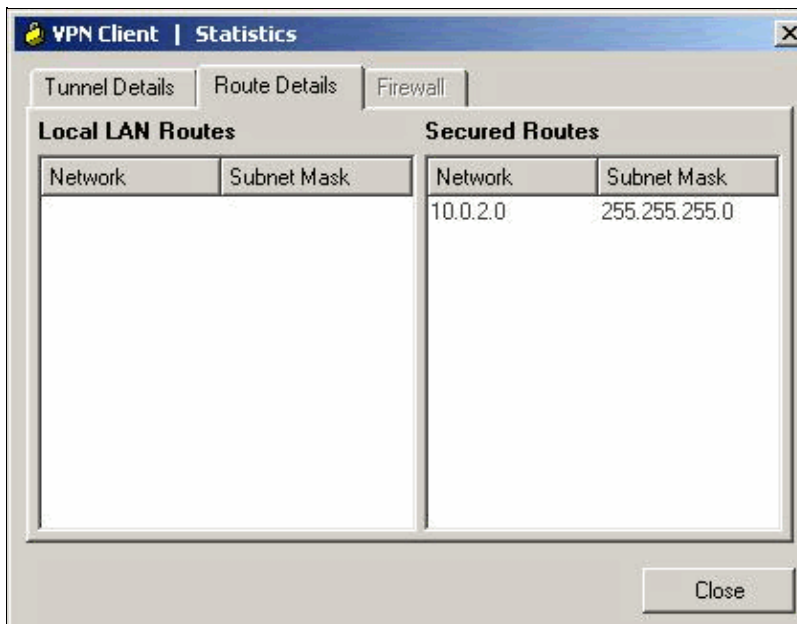 VPN Client | Statistics
Tunnel Details Route Details Firewall
Local LAN Routes Secured Routes
Network Subnet Mask Network Subnet Mask
10.0.2.0 255.255.255.0
Close